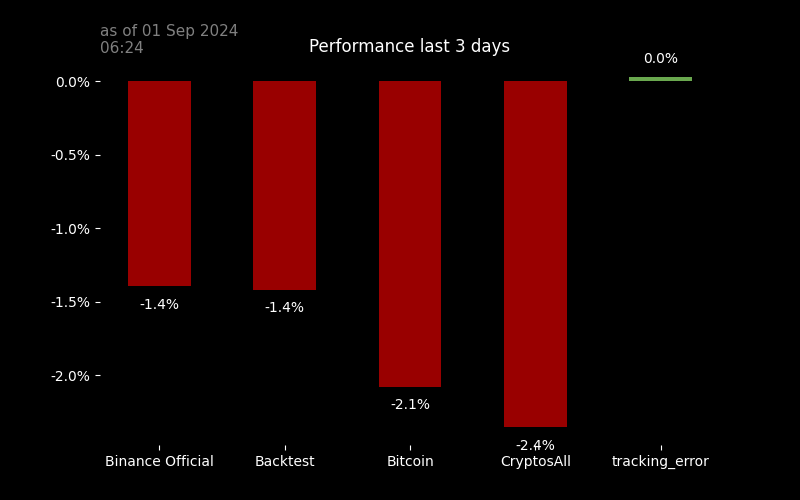 as of 01 Sep 2024
06:24
Performance last 3 days
0.0%
0.0%
-0.5%
-1.0%
-1.5%
-2.0%
-1.4%
-1.4%
-2.1%
-2.4%
Binance Official
Backtest
Bitcoin
CryptosAll
tracking_error